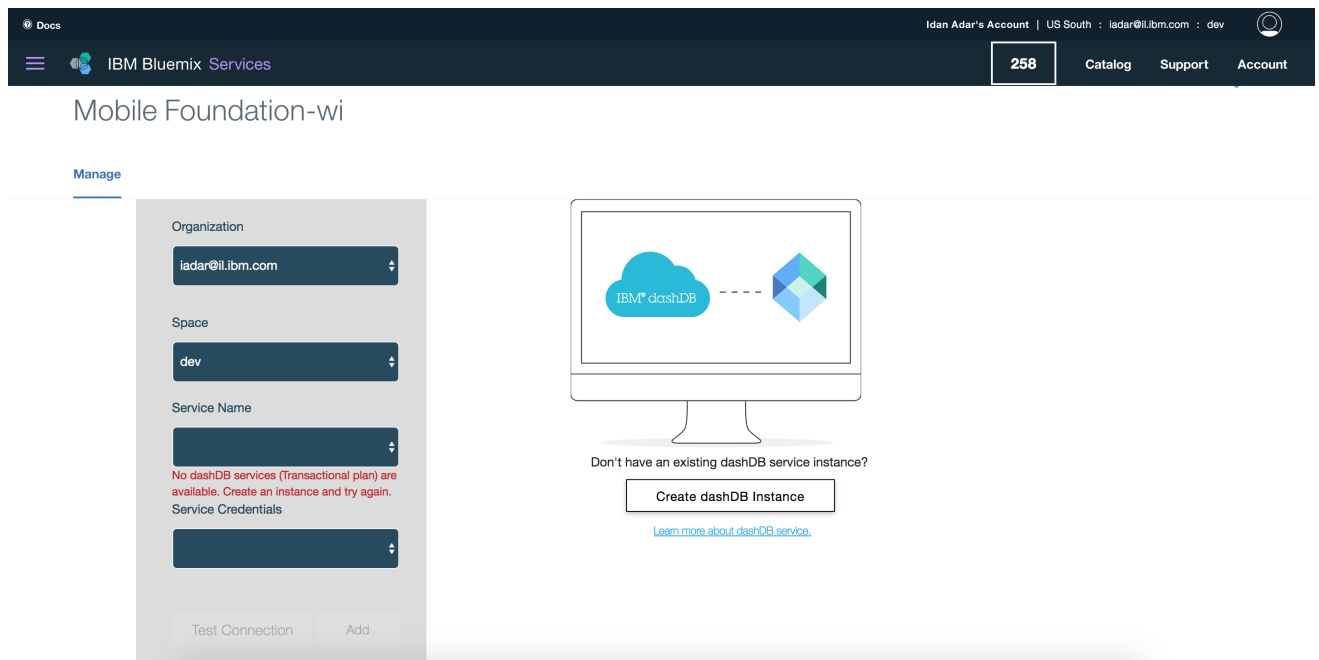 Docs
Idan Adar's Account | US South : iadar@il.ibm.com : dev
IBM Bluemix Services
258
Catalog
Support
Account
Mobile Foundation-wi
Manage
Organization
iadar@il.ibm.com
Space
dev
Service Name
No dashDB services (Transactional plan) are
available. Create an instance and try again.
Service Credentials
Test Connection
Add
IBM® dashDB
Don't have an existing dashDB service instance?
Create dashDB Instance
Learn more about dashDB service.